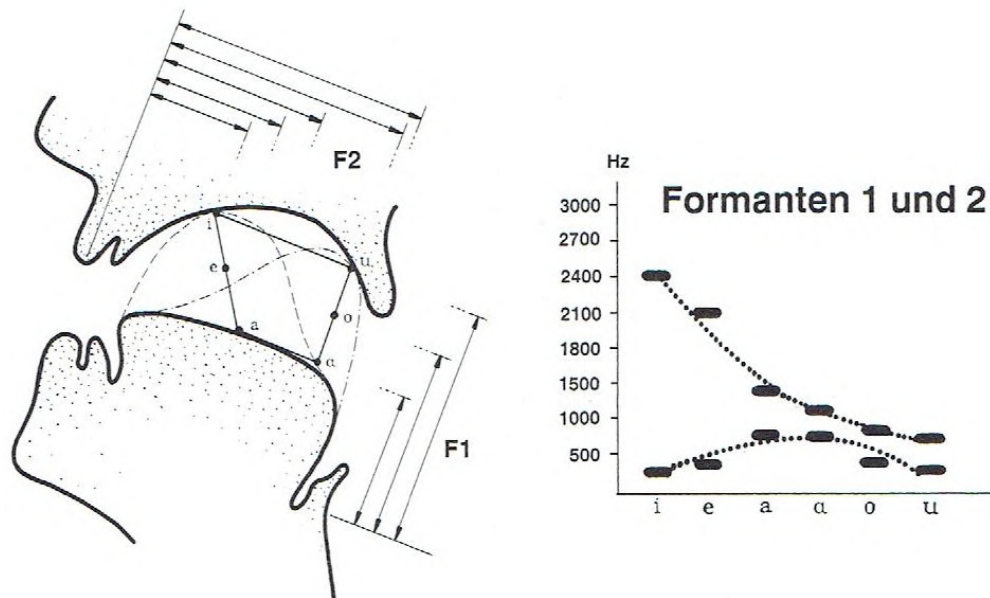 F2
i
e
u
a
o
ɑ
F1
Hz
Formanten 1 und 2
3000
2700
2400
2100
1800
1500
1000
500
i e a ɑ o u